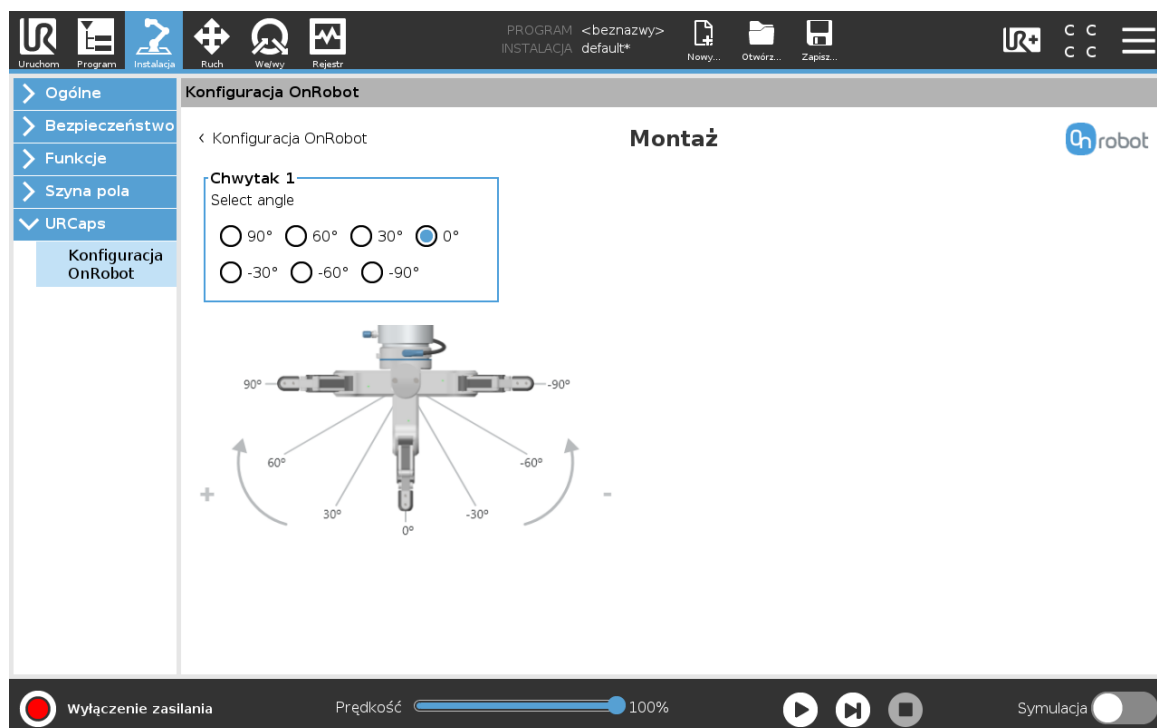 PROGRAM <beznazwy>
INSTALACJA default*
Uruchom Program Instalacja Ruch We/wy Rejestr Nowy... Otwórz... Zapisz...
UR+
C C
C C
Ogólne
Bezpieczeństwo
Funkcje
Szyna pola
URCaps
Konfiguracja
OnRobot
Konfiguracja OnRobot
< Konfiguracja OnRobot
Montaż
OnRobot
Chwytak 1
Select angle
90° 60° 30° 0°
-30° -60° -90°
90° -90°
60° -60°
+ -
30° -30°
0°
Wyłączenie zasilania Prędkość 100% Symulacja